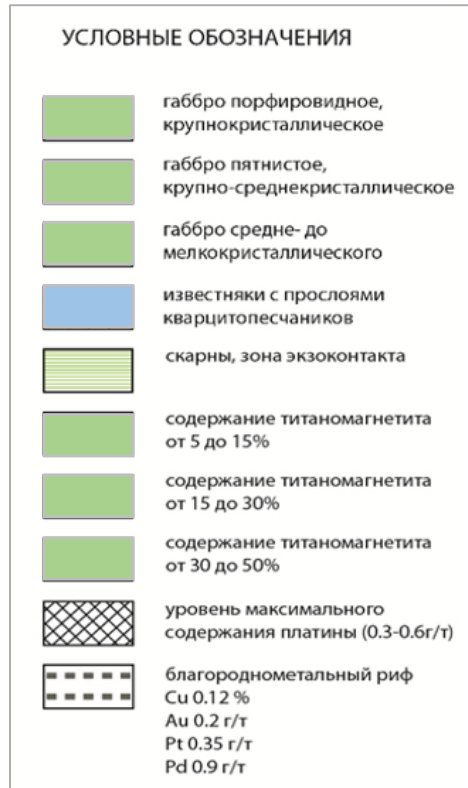 УСЛОВНЫЕ ОБОЗНАЧЕНИЯ
габбро порфировидное,
крупнокристаллическое
габбро пятнистое,
крупно-среднекристаллическое
габбро средне- до
мелкокристаллического
известняки с прослоями
кварцитопесчаников
скарны, зона экзоконтакта
содержание титаномагнетита
от 5 до 15%
содержание титаномагнетита
от 15 до 30%
содержание титаномагнетита
от 30 до 50%
уровень максимального
содержания платины (0.3-0.6г/т)
благороднометальный риф
Cu 0.12 %
Au 0.2 г/т
Pt 0.35 г/т
Pd 0.9 г/т